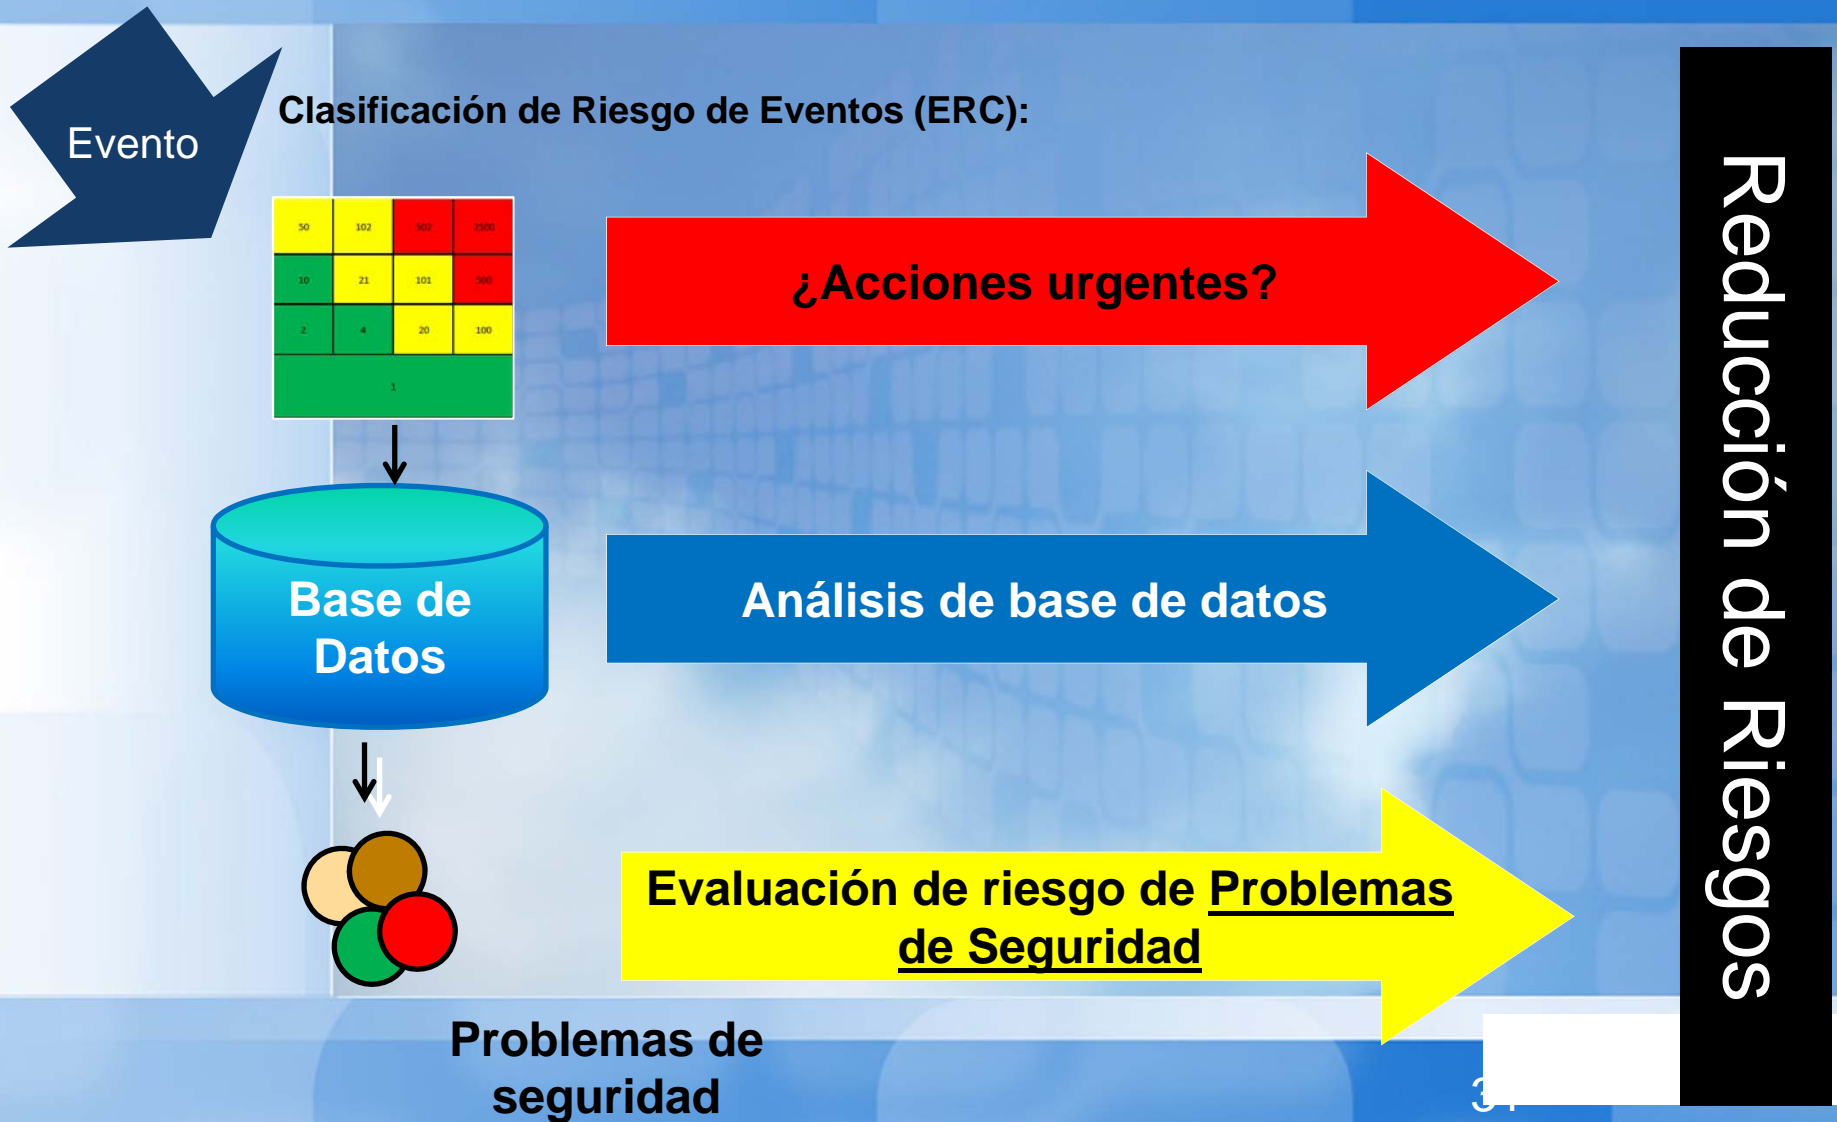 Evento
Clasificación de Riesgo de Eventos (ERC):
50 102 502 2500
10 21 101 500
2 4 20 100
1
¿Acciones urgentes?
Base de
Datos
Análisis de base de datos
Evaluación de riesgo de Problemas
de Seguridad
Problemas de
seguridad
Reducción de Riesgos